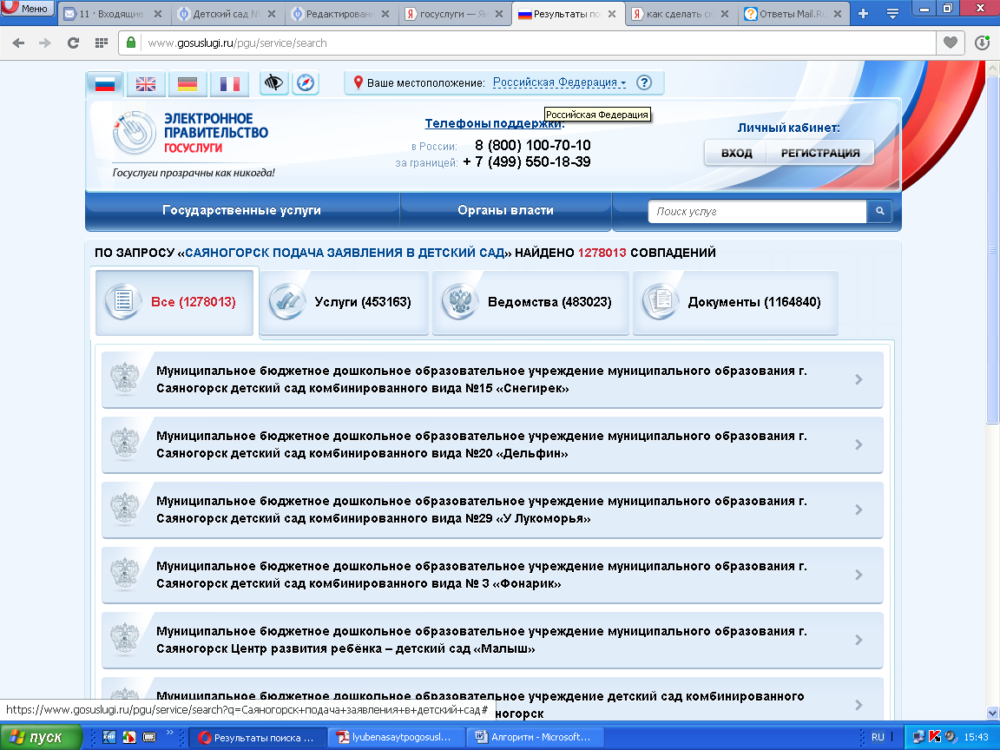 Меню
11 · Входящие
Детский сад №
Редактирован
госуслуги — Ян
Результаты по
как сделать с
Ответы Mail.Ru
www.gosuslugi.ru/pgu/service/search
Ваше местоположение: Российская Федерация
Российская Федерация
ЭЛЕКТРОННОЕ
ПРАВИТЕЛЬСТВО
ГОСУСЛУГИ
Госуслуги прозрачны как никогда!
Телефоны поддержки:
в России: 8 (800) 100-70-10
за границей: + 7 (499) 550-18-39
Личный кабинет:
ВХОД
РЕГИСТРАЦИЯ
Государственные услуги
Органы власти
Поиск услуг
ПО ЗАПРОСУ «САЯНОГОРСК ПОДАЧА ЗАЯВЛЕНИЯ В ДЕТСКИЙ САД» НАЙДЕНО 1278013 СОВПАДЕНИЙ
Все (1278013)
Услуги (453163)
Ведомства (483023)
Документы (1164840)
Муниципальное бюджетное дошкольное образовательное учреждение муниципального образования г.
Саяногорск детский сад комбинированного вида №15 «Снегирек»
Муниципальное бюджетное дошкольное образовательное учреждение муниципального образования г.
Саяногорск детский сад комбинированного вида №20 «Дельфин»
Муниципальное бюджетное дошкольное образовательное учреждение муниципального образования г.
Саяногорск детский сад комбинированного вида №29 «У Лукоморья»
Муниципальное бюджетное дошкольное образовательное учреждение муниципального образования г.
Саяногорск детский сад комбинированного вида № 3 «Фонарик»
Муниципальное бюджетное дошкольное образовательное учреждение муниципального образования г.
Саяногорск Центр развития ребёнка – детский сад «Малыш»
Муниципальное бюджетное дошкольное образовательное учреждение детский сад комбинированного
ногорск
https://www.gosuslugi.ru/pgu/service/search?q=Саяногорск+подача+заявления+в+детский+сад#
пуск
Результаты поиска ...
lyubenasaytpogosusl...
Алгоритм - Microsoft...
RU
15:43